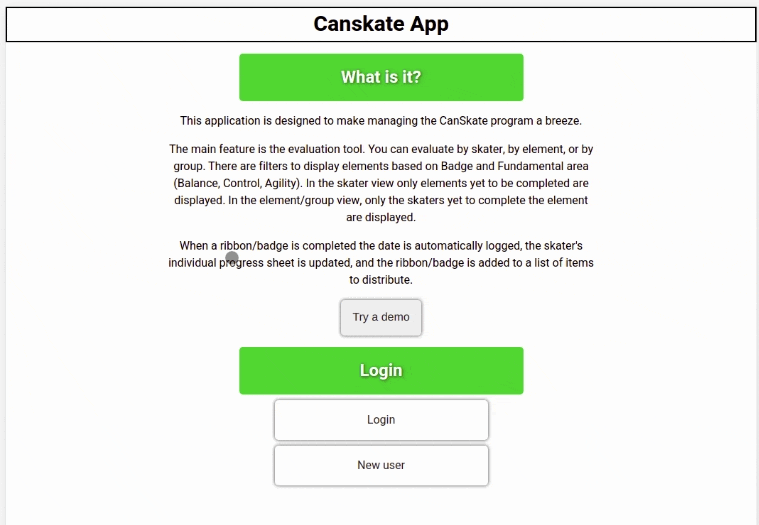 Canskate App
What is it?
This application is designed to make managing the CanSkate program a breeze.
The main feature is the evaluation tool. You can evaluate by skater, by element, or by
group. There are filters to display elements based on Badge and Fundamental area
(Balance, Control, Agility). In the skater view only elements yet to be completed are
displayed. In the element/group view, only the skaters yet to complete the element
are displayed.
When a ribbon/badge is completed the date is automatically logged, the skater's
individual progress sheet is updated, and the ribbon/badge is added to a list of items
to distribute.
Try a demo
Login
Login
New user